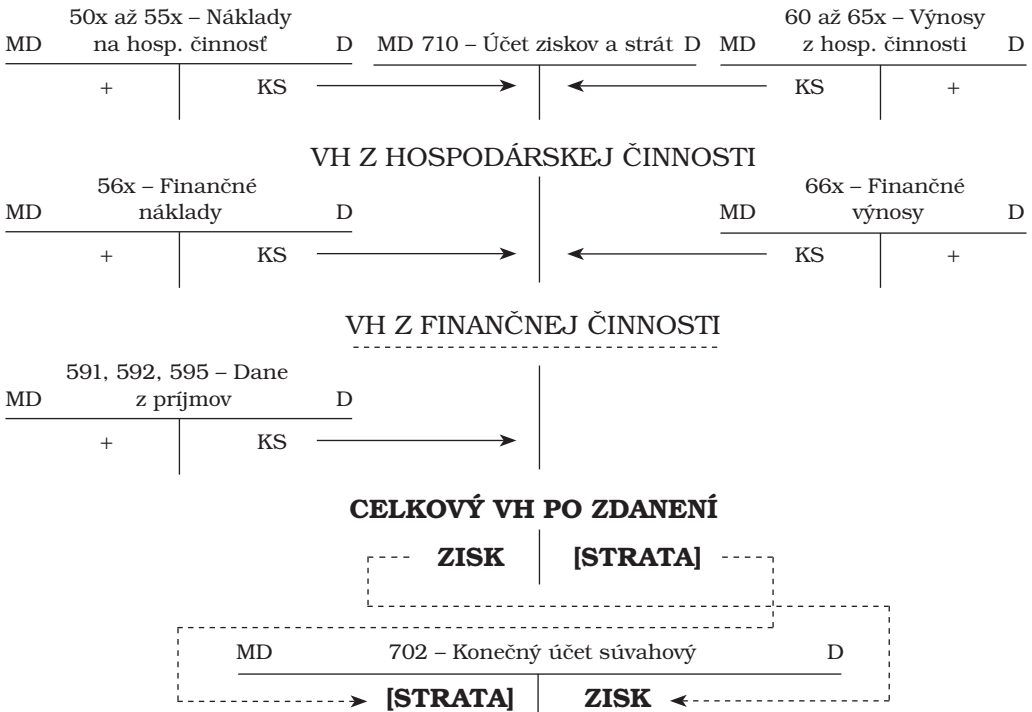 50x až 55x – Náklady
na hosp. činnosť
MD D
+ KS
MD 710 – Účet ziskov a strát D
60 až 65x – Výnosy
z hosp. činnosti
MD D
KS +
VH Z HOSPODÁRSKEJ ČINNOSTI
56x – Finančné
náklady
MD D
+ KS
66x – Finančné
výnosy
MD D
KS +
VH Z FINANČNEJ ČINNOSTI
591, 592, 595 – Dane
z príjmov
MD D
+ KS
CELKOVÝ VH PO ZDANENÍ
ZISK [STRATA]
MD 702 – Konečný účet súvahový D
[STRATA] ZISK